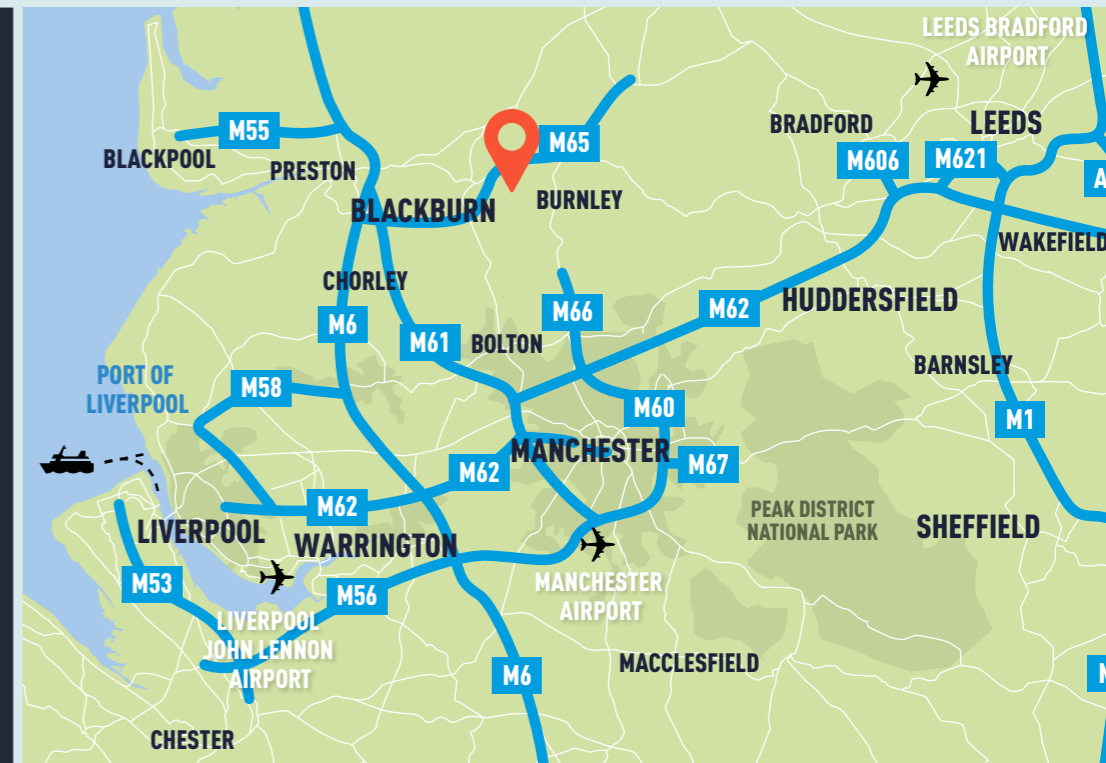 LEEDS BRADFORD
AIRPORT
BRADFORD
LEEDS
M55
M65
BLACKPOOL
PRESTON
M606
M621
A
BLACKBURN
BURNLEY
WAKEFIELD
CHORLEY
HUDDERSFIELD
M6
M66
M62
M61
BOLTON
BARNSLEY
PORT OF
LIVERPOOL
M58
M60
M1
MANCHESTER
M62
M67
M62
PEAK DISTRICT
NATIONAL PARK
SHEFFIELD
LIVERPOOL
WARRINGTON
M53
M56
MANCHESTER
AIRPORT
LIVERPOOL
JOHN LENNON
AIRPORT
M6
MACCLESFIELD
M
CHESTER